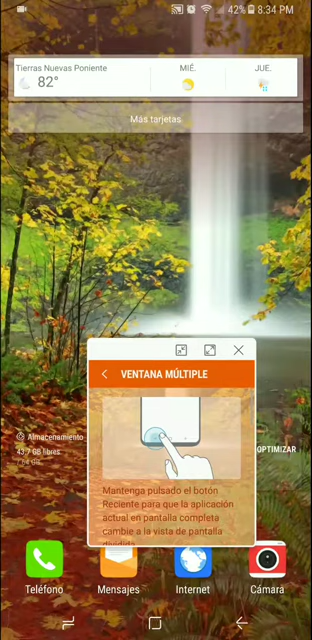 42% 8:34 PM
Tierras Nuevas Poniente
82°
MIÉ.
JUE.
Más tarjetas
VENTANA MÚLTIPLE
Mantenga pulsado el botón
Reciente para que la aplicación
actual en pantalla completa
cambie a la vista de pantalla
dividida
Almacenamiento
43,7 GB libres
OPTIMIZAR
Teléfono
Mensajes
Internet
Cámara